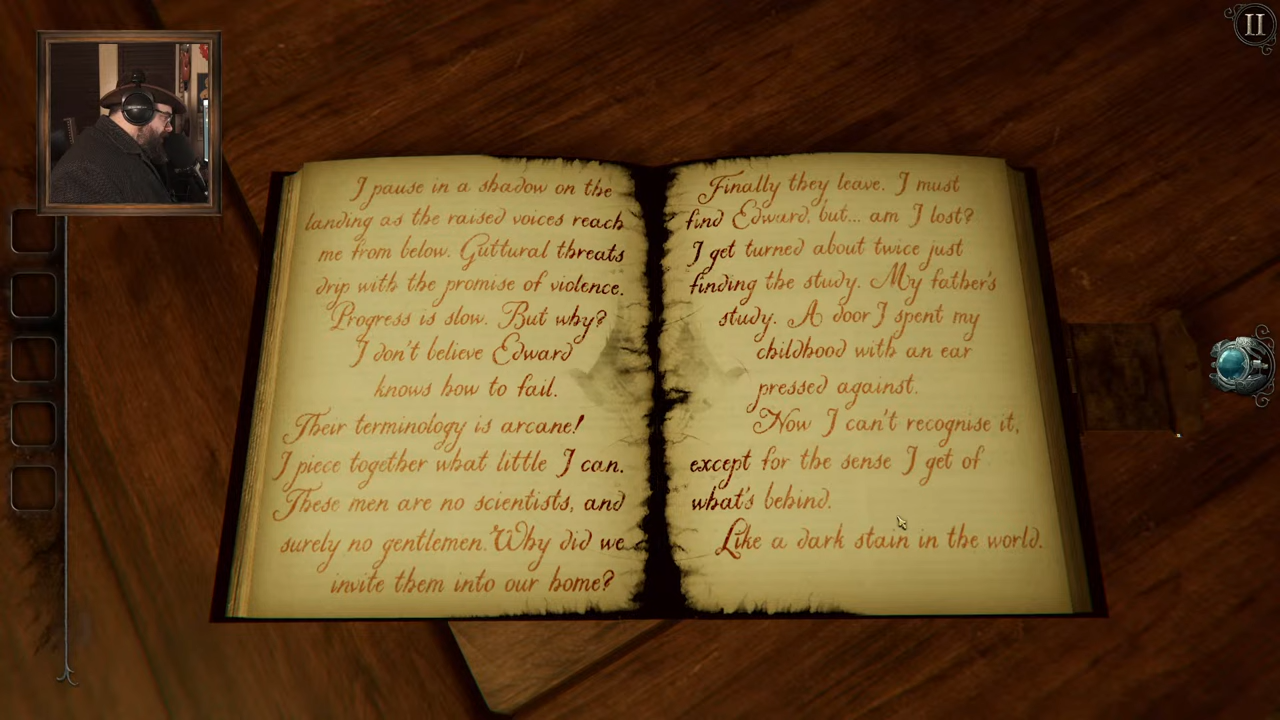 I pause in a shadow on the
landing as the raised voices reach
me from below. Guttural threats
drip with the promise of violence.
Progress is slow. But why?
I don't believe Edward
knows how to fail.
Their terminology is arcane!
I piece together what little I can.
These men are no scientists, and
surely no gentlemen. Why did we
invite them into our home?
Finally they leave. I must
find Edward, but... am I lost?
I get turned about twice just
finding the study. My father's
study. A door I spent my
childhood with an ear
pressed against.
Now I can't recognise it,
except for the sense I get of
what's behind.
Like a dark stain in the world.
II